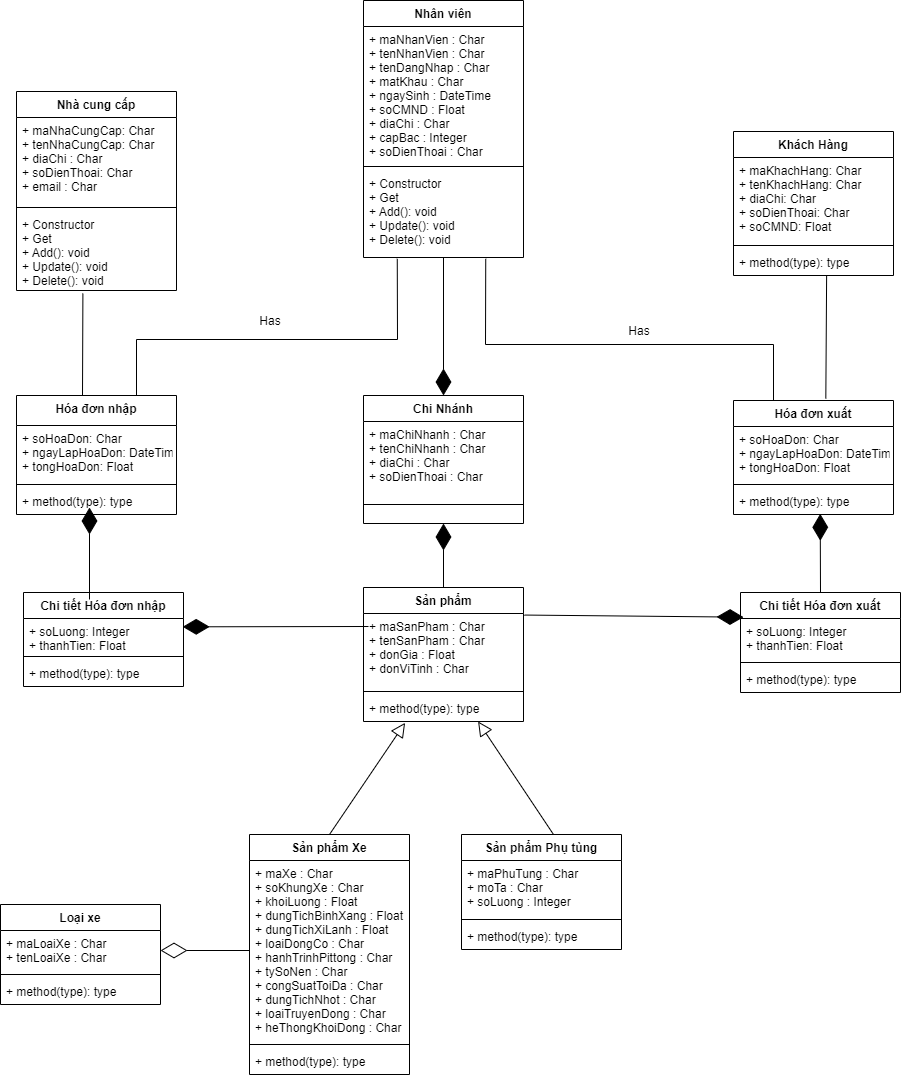 Nhân viên
+ maNhanVien : Char
+ tenNhanVien : Char
+ tenDangNhap : Char
+ matKhau : Char
+ ngaySinh : DateTime
+ soCMND : Float
+ diaChi : Char
+ capBac : Integer
+ soDienThoai : Char
+ Constructor
+ Get
+ Add(): void
+ Update(): void
+ Delete(): void
Nhà cung cấp
+ maNhaCungCap: Char
+ tenNhaCungCap: Char
+ diaChi : Char
+ soDienThoai: Char
+ email : Char
+ Constructor
+ Get
+ Add(): void
+ Update(): void
+ Delete(): void
Khách Hàng
+ maKhachHang: Char
+ tenKhachHang: Char
+ diaChi: Char
+ soDienThoai: Char
+ soCMND: Float
+ method(type): type
Has
Has
Hóa đơn nhập
+ soHoaDon: Char
+ ngayLapHoaDon: DateTim
+ tongHoaDon: Float
+ method(type): type
Chi Nhánh
+ maChiNhanh : Char
+ tenChiNhanh : Char
+ diaChi : Char
+ soDienThoai : Char
Hóa đơn xuất
+ soHoaDon: Char
+ ngayLapHoaDon: DateTim
+ tongHoaDon: Float
+ method(type): type
Chi tiết Hóa đơn nhập
+ soLuong: Integer
+ thanhTien: Float
+ method(type): type
Sản phẩm
+ maSanPham : Char
+ tenSanPham : Char
+ donGia : Float
+ donViTinh : Char
+ method(type): type
Chi tiết Hóa đơn xuất
+ soLuong: Integer
+ thanhTien: Float
+ method(type): type
Sản phẩm Xe
+ maXe : Char
+ soKhungXe : Char
+ khoiLuong : Float
+ dungTichBinhXang : Float
+ dungTichXiLanh : Float
+ loaiDongCo : Char
+ hanhTrinhPittong : Char
+ tySoNen : Char
+ congSuatToiDa : Char
+ dungTichNhot : Char
+ loaiTruyenDong : Char
+ heThongKhoiDong : Char
+ method(type): type
Sản phẩm Phụ tùng
+ maPhuTung : Char
+ moTa : Char
+ soLuong : Integer
+ method(type): type
Loại xe
+ maLoaiXe : Char
+ tenLoaiXe : Char
+ method(type): type